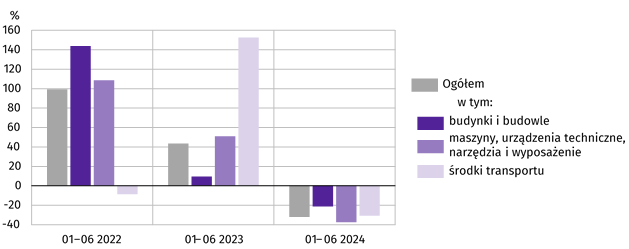 %
160
140
120
100
80
60
40
20
0
-20
-40
01–06 2022
01–06 2023
01–06 2024
Ogółem
w tym:
budynki i budowle
maszyny, urządzenia techniczne,
narzędzia i wyposażenie
środki transportu